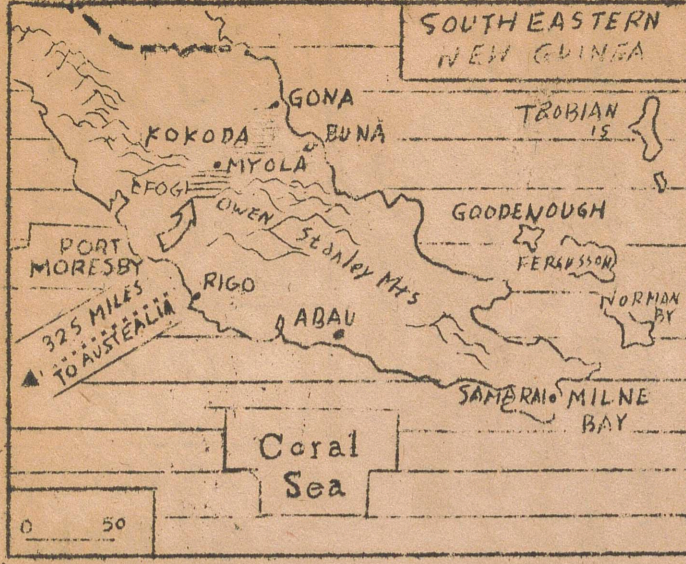 SOUTH EASTERN
NEW GUINEA
GONA
TROBIAN
IS
KOKODA
BUNA
MYOLA
EFOGI
OWEN
Stanley Mts
GOODENOUGH
FERGUSSON
PORT
MORESBY
NORMAN
BY
RIGO
325 MILES
TO AUSTRALIA
ABAU
SAMARAI
MILNE
BAY
Coral
Sea
0 50